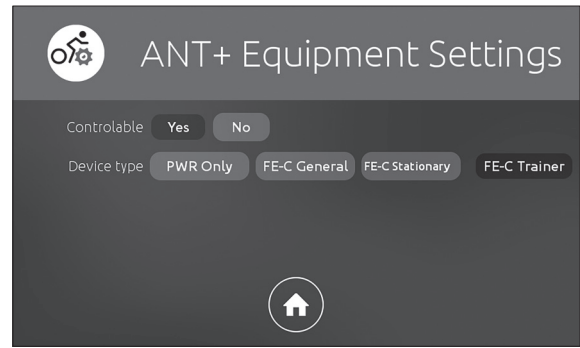 ANT+ Equipment Settings
Controlable Yes No
Device type PWR Only FE-C General FE-C Stationary FE-C Trainer